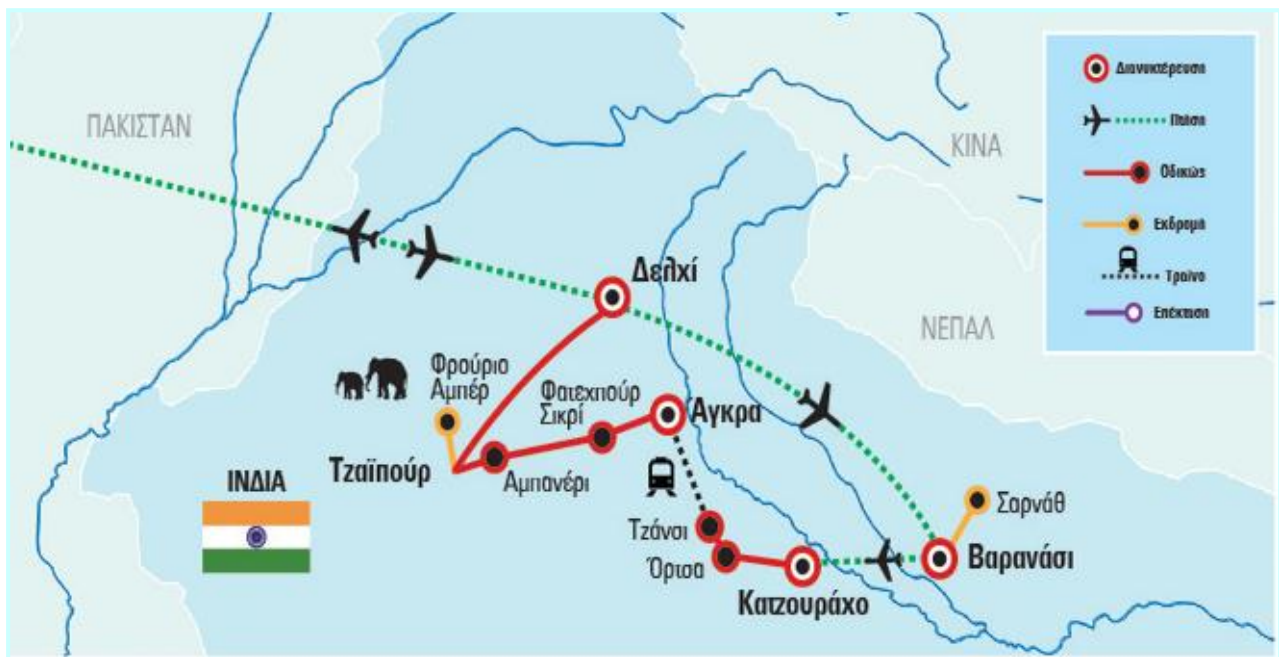 ΠΑΚΙΣΤΑΝ
ΚΙΝΑ
ΝΕΠΑΛ
Διανυκτέρευση
Πτήση
Οδικώς
Εκδρομή
Τραίνο
Επέκταση
Δελχί
Φρούριο
Αμπέρ
Φατεχπούρ
Σικρί
Αγκρα
Τζαϊπούρ
Αμπανέρι
ΙΝΔΙΑ
Τζάνσι
Όρτσα
Κατζουράχο
Σαρνάθ
Βαρανάσι